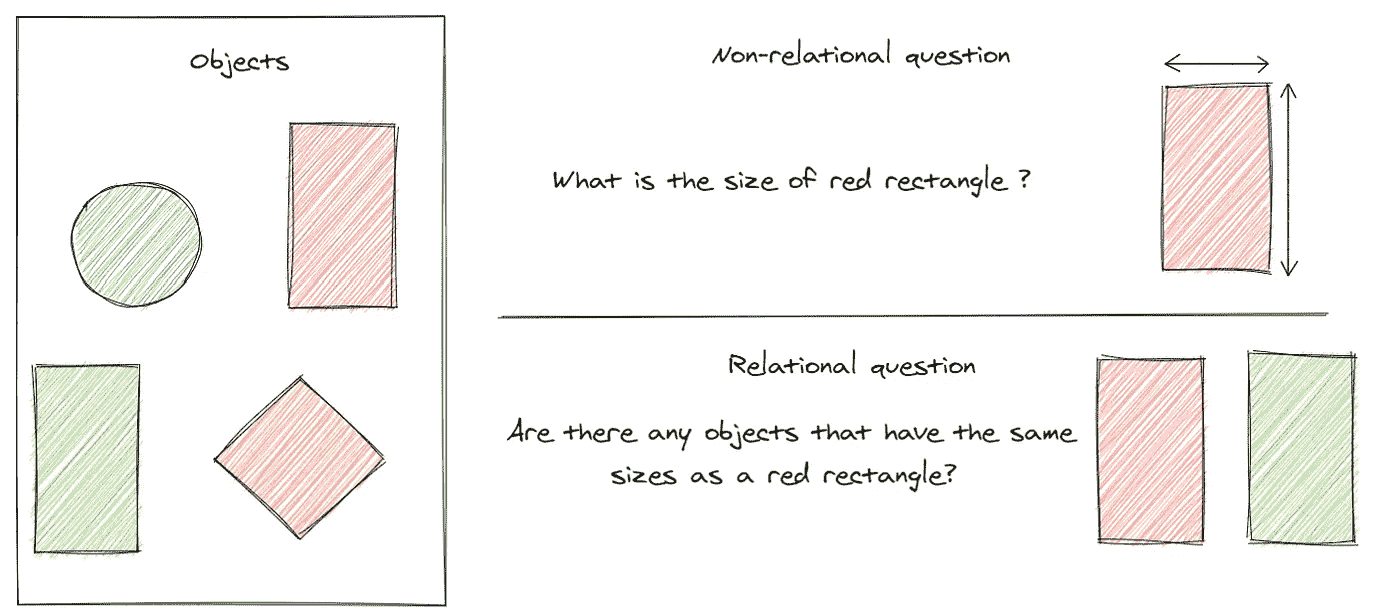 Objects
Non-relational question
What is the size of red rectangle ?
Relational question
Are there any objects that have the same
sizes as a red rectangle?